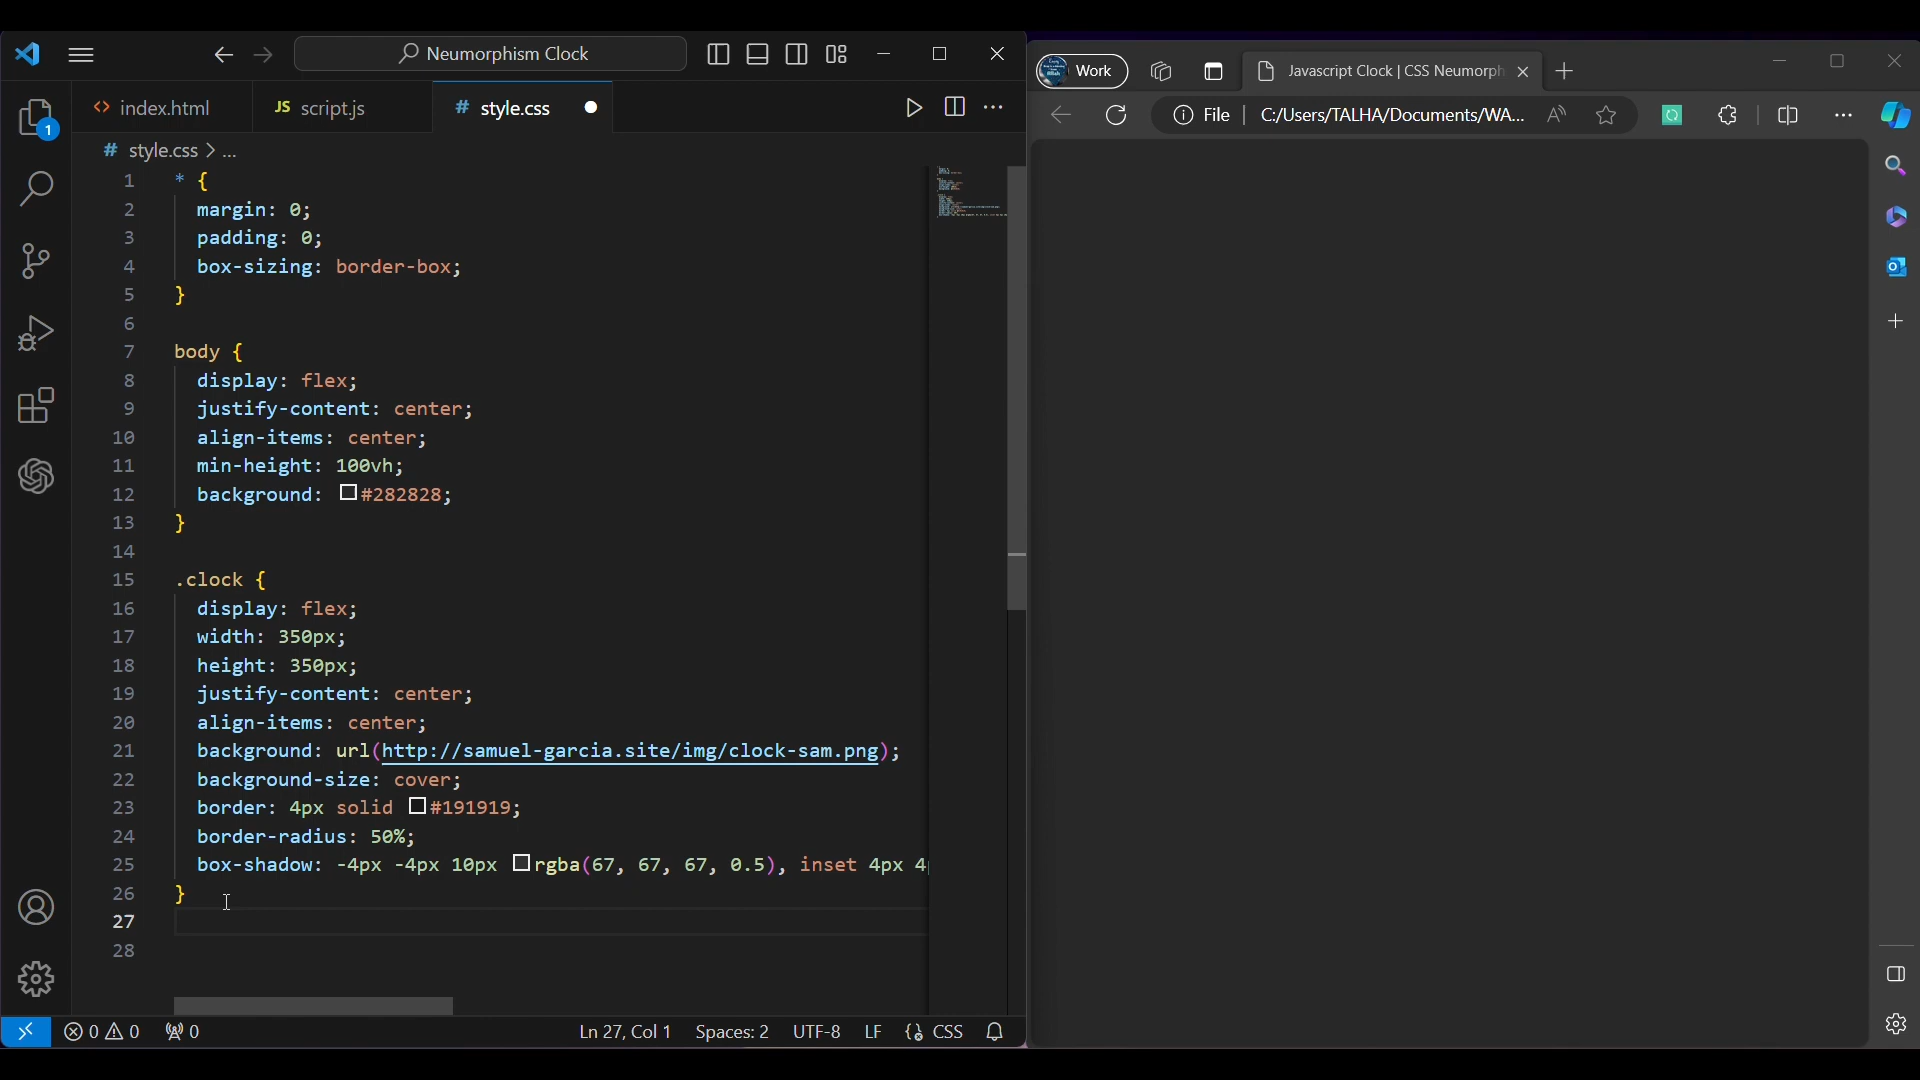 Neumorphism Clock
index.html
JS script.js
# style.css
# style.css > ...
1 * {
2 margin: 0;
3 padding: 0;
4 box-sizing: border-box;
5 }
6
7 body {
8 display: flex;
9 justify-content: center;
10 align-items: center;
11 min-height: 100vh;
12 background: #282828;
13 }
14
15 .clock {
16 display: flex;
17 width: 350px;
18 height: 350px;
19 justify-content: center;
20 align-items: center;
21 background: url(http://samuel-garcia.site/img/clock-sam.png);
22 background-size: cover;
23 border: 4px solid #191919;
24 border-radius: 50%;
25 box-shadow: -4px -4px 10px rgba(67, 67, 67, 0.5), inset 4px 4
26 }
27
28
1
0 0 0
Ln 27, Col 1 Spaces: 2 UTF-8 LF {} CSS
Work
Javascript Clock | CSS Neumorph
File C:/Users/TALHA/Documents/WA...